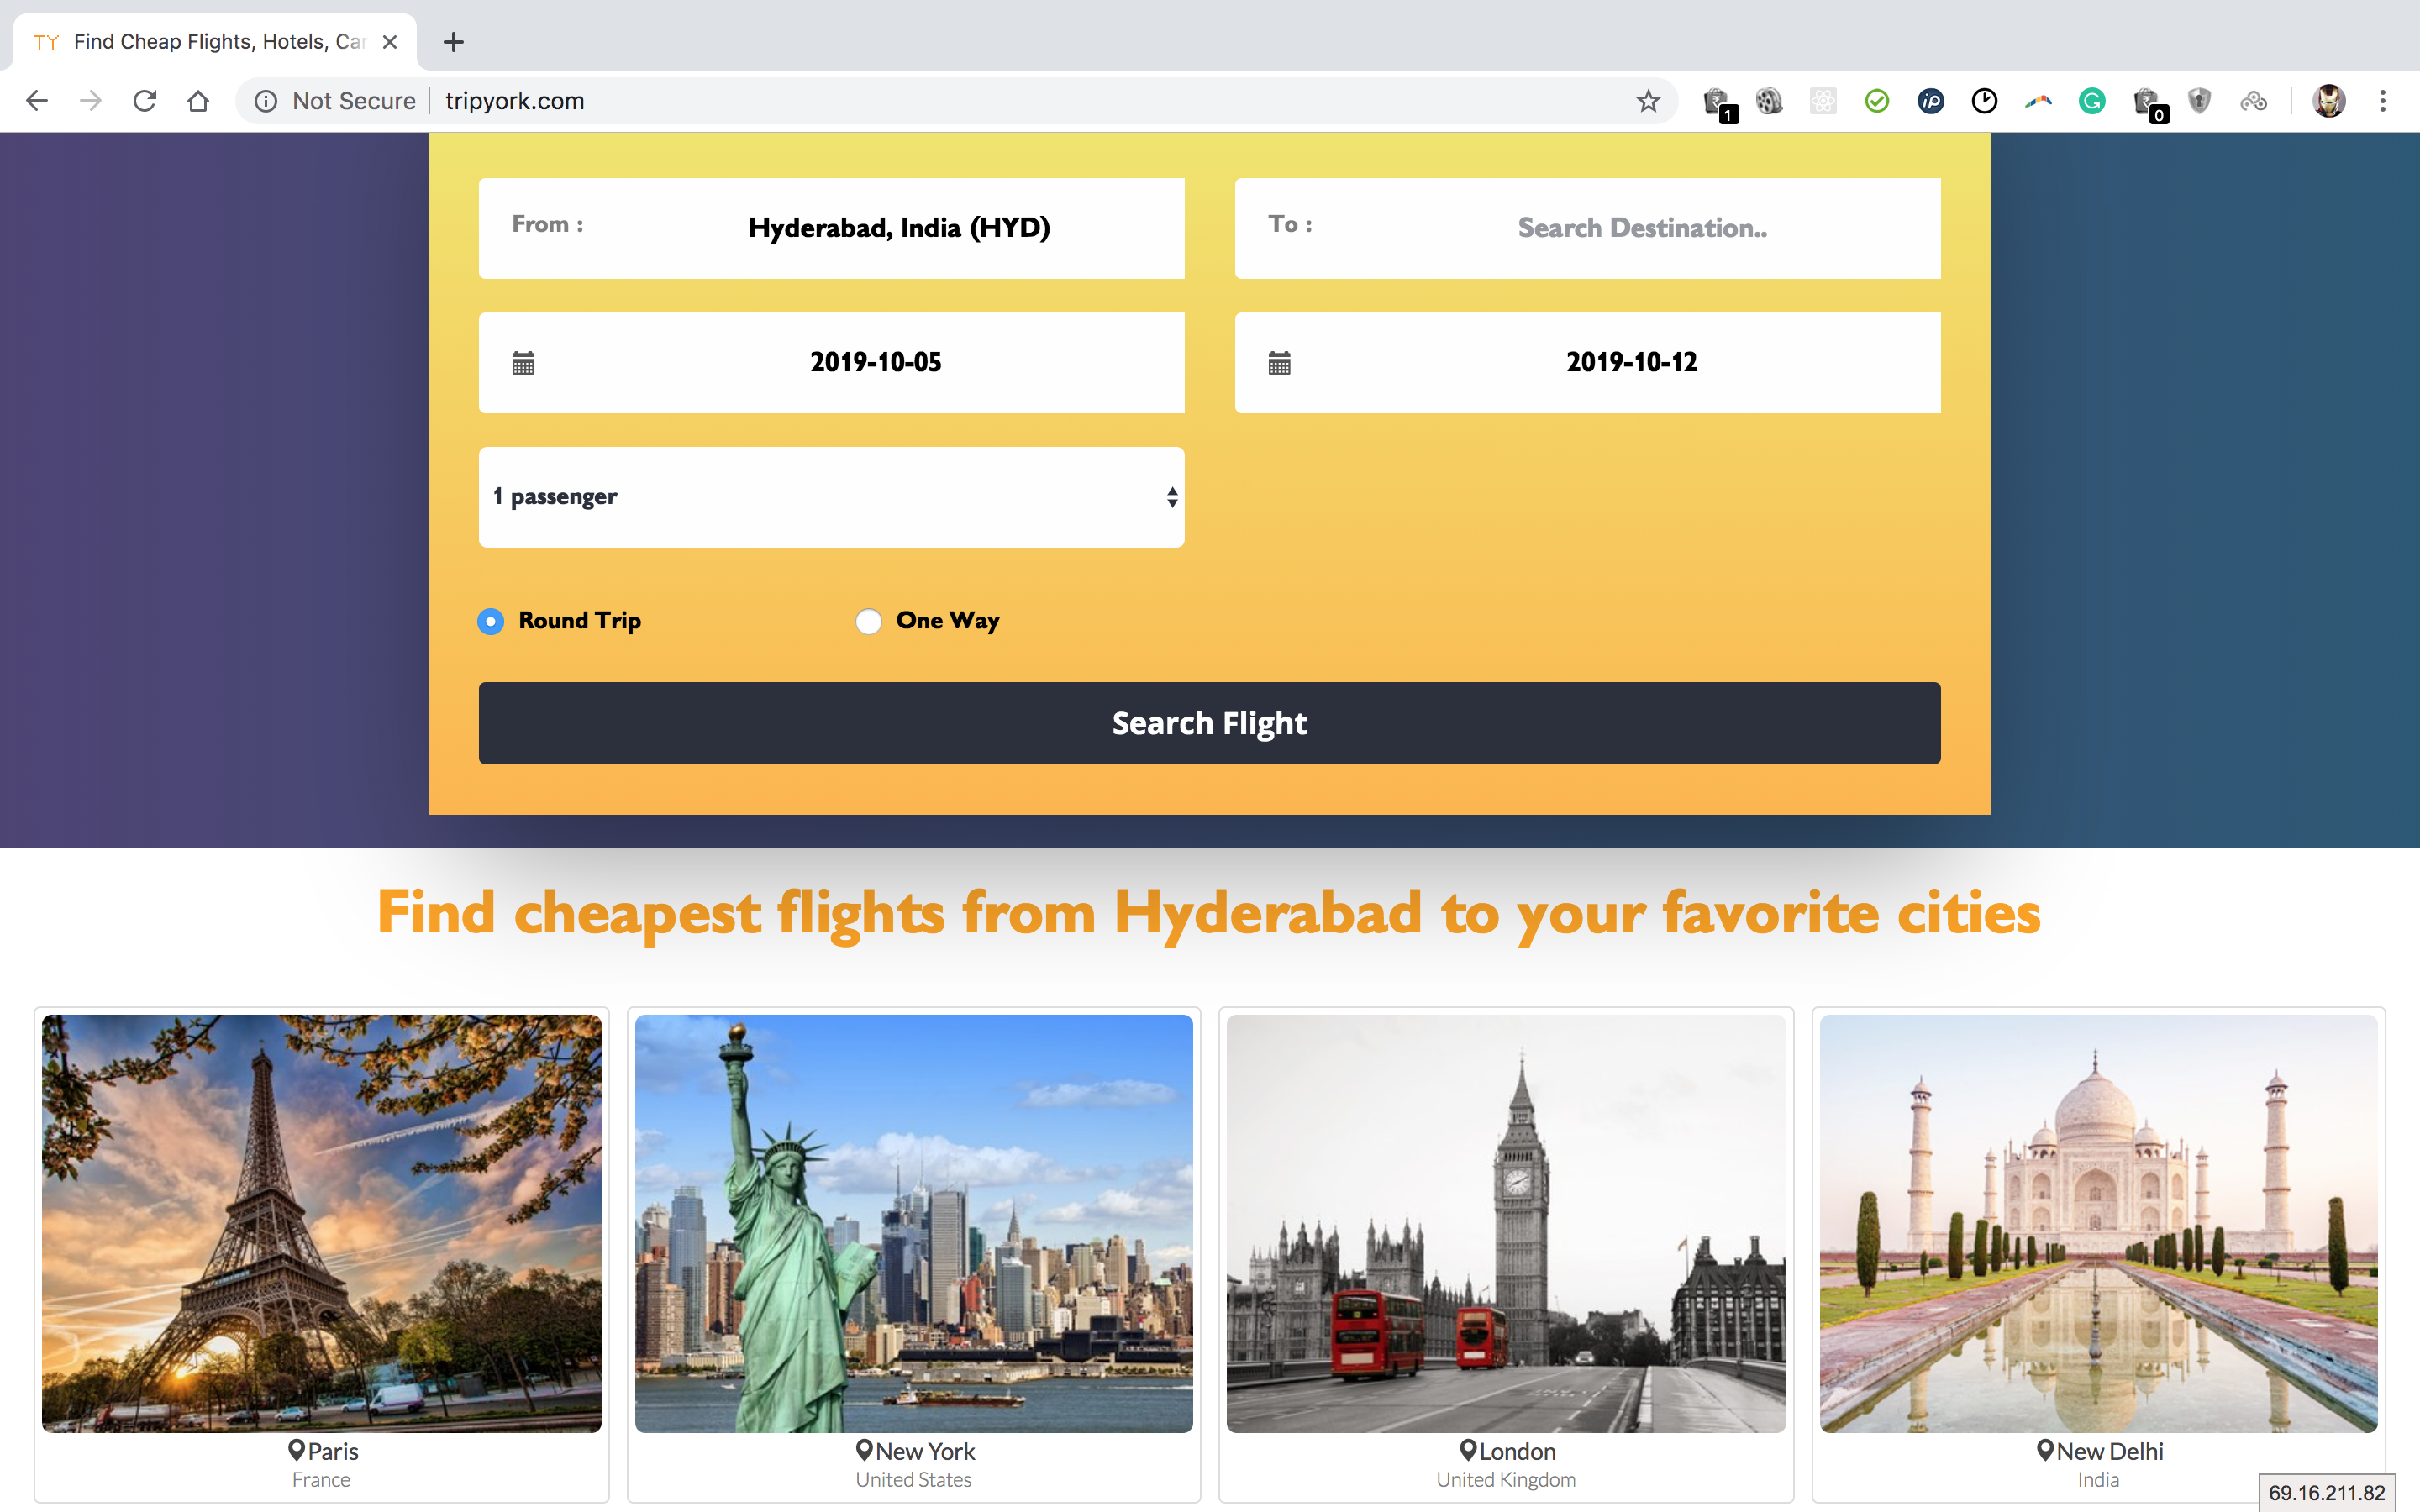 TY Find Cheap Flights, Hotels, Car
Not Secure tripyork.com
1
0
From :
Hyderabad, India (HYD)
To :
Search Destination..
2019-10-05
2019-10-12
1 passenger
Round Trip
One Way
Search Flight
Find cheapest flights from Hyderabad to your favorite cities
Paris
France
New York
United States
London
United Kingdom
New Delhi
India
69.16.211.82